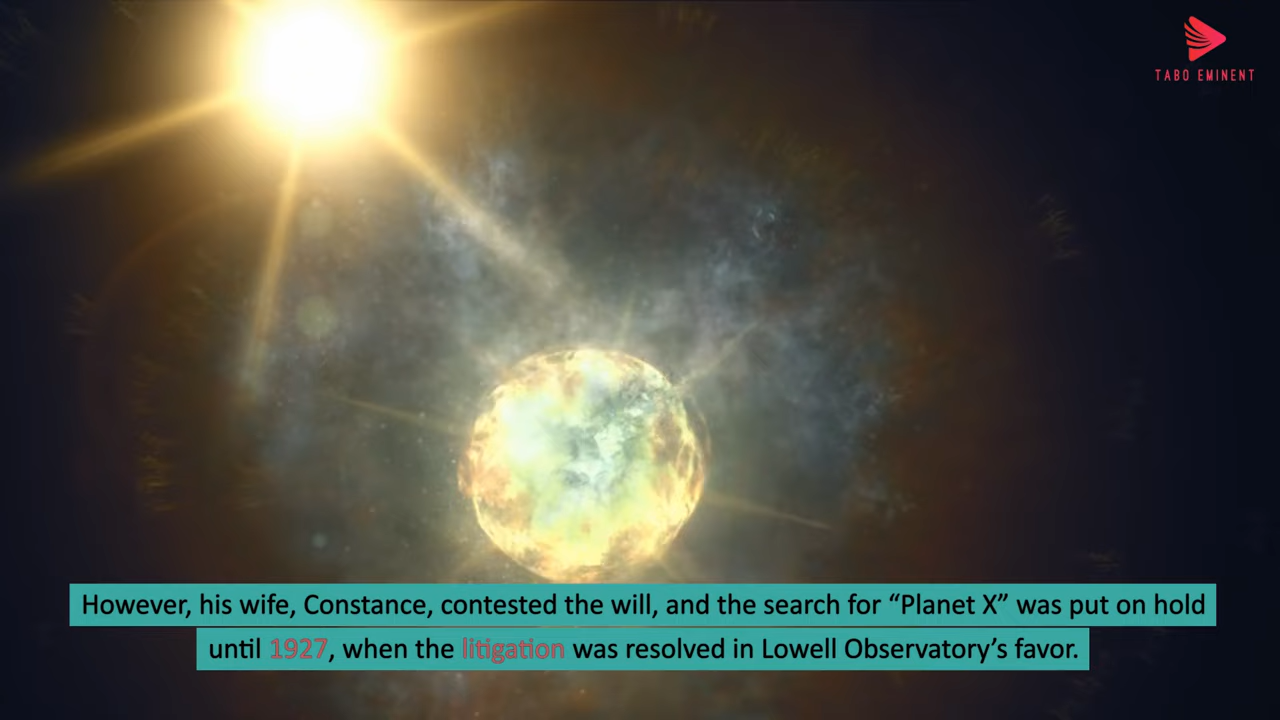 TABO EMINENT
However, his wife, Constance, contested the will, and the search for “Planet X” was put on hold
until 1927, when the litigation was resolved in Lowell Observatory’s favor.